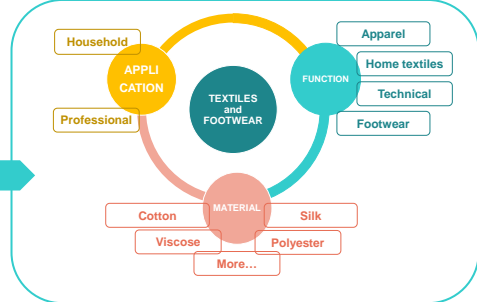 Household
APPLI
CATION
Professional
TEXTILES
and
FOOTWEAR
FUNCTION
Apparel
Home textiles
Technical
Footwear
MATERIAL
Cotton
Silk
Viscose
Polyester
More…